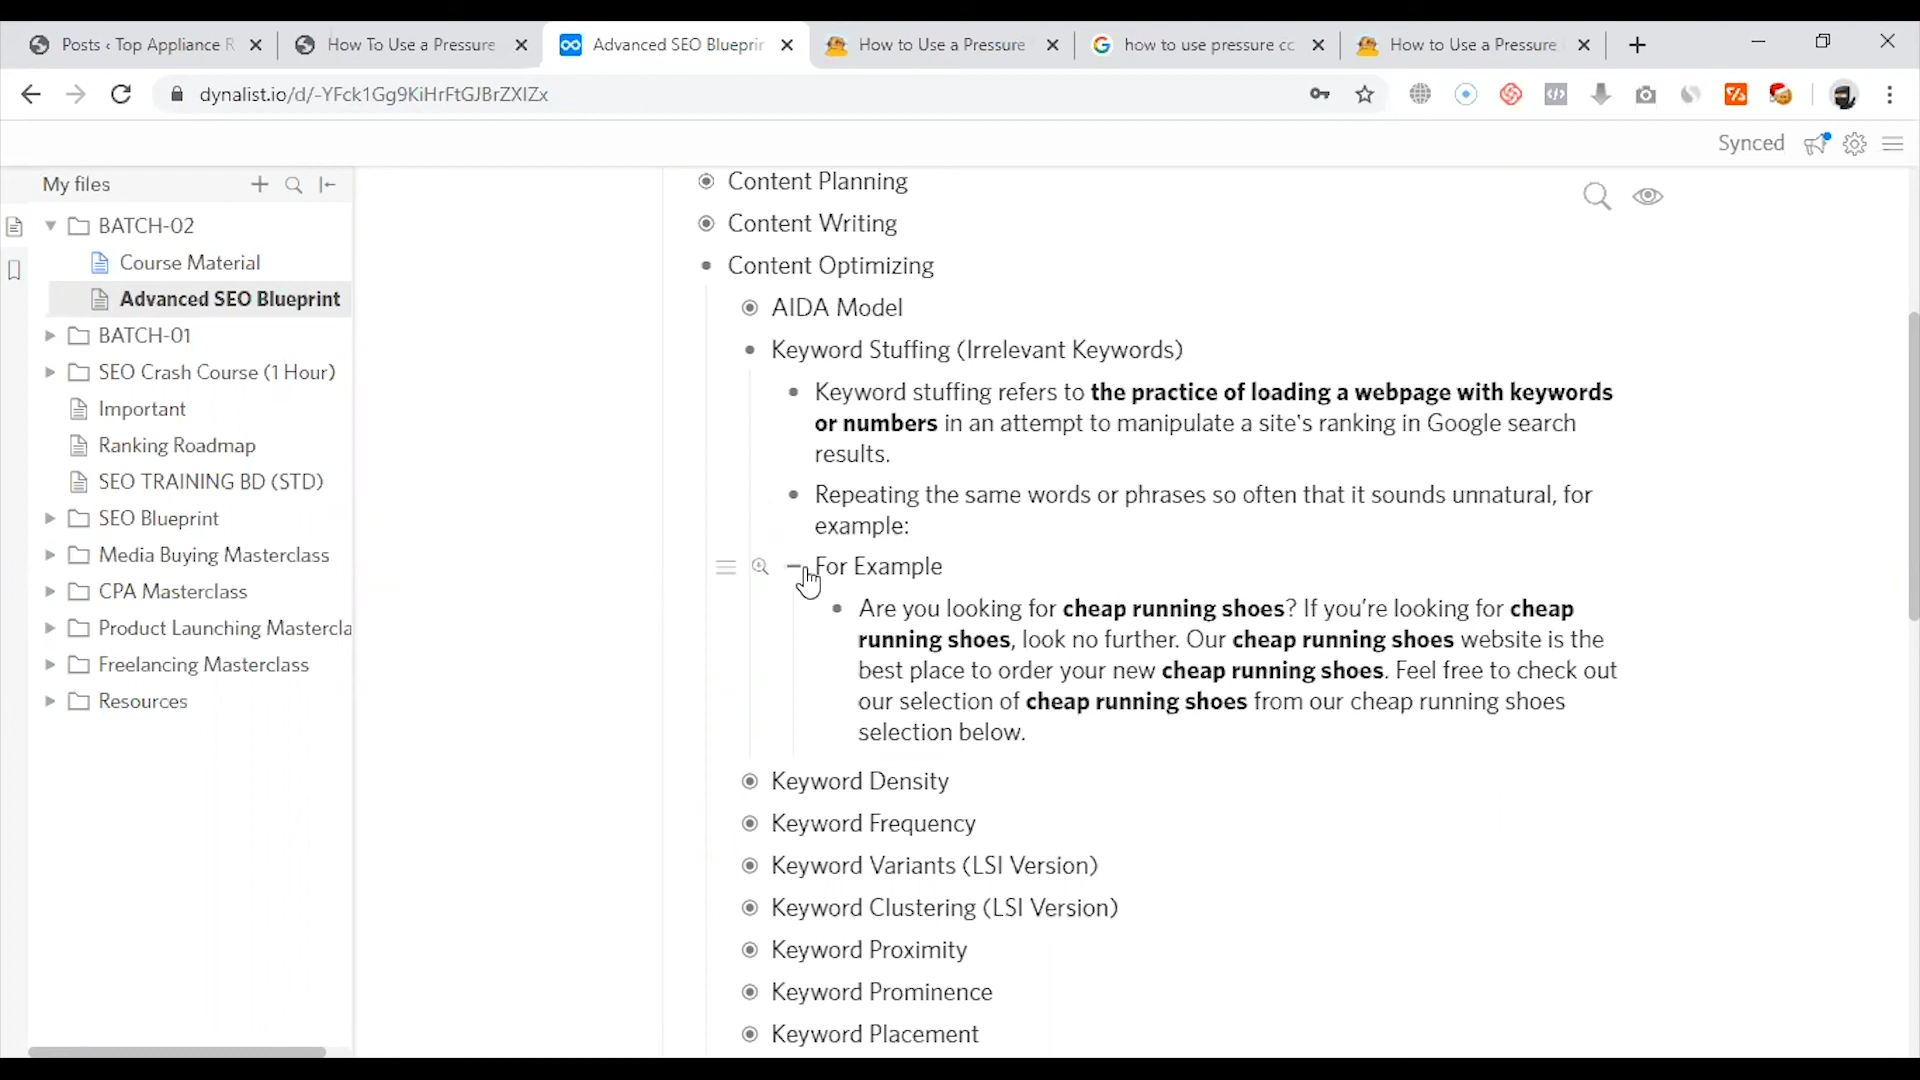 Posts ‹ Top Appliance R
How To Use a Pressure
Advanced SEO Blueprin
How to Use a Pressure
how to use pressure cc
How to Use a Pressure
dynalist.io/d/-YFck1Gg9KiHrFtGJBrZXIZx
Synced
My files
BATCH-02
Course Material
Advanced SEO Blueprint
BATCH-01
SEO Crash Course (1 Hour)
Important
Ranking Roadmap
SEO TRAINING BD (STD)
SEO Blueprint
Media Buying Masterclass
CPA Masterclass
Product Launching Mastercla
Freelancing Masterclass
Resources
Content Planning
Content Writing
Content Optimizing
AIDA Model
Keyword Stuffing (Irrelevant Keywords)
Keyword stuffing refers to the practice of loading a webpage with keywords
or numbers in an attempt to manipulate a site's ranking in Google search
results.
Repeating the same words or phrases so often that it sounds unnatural, for
example:
For Example
Are you looking for cheap running shoes? If you're looking for cheap
running shoes, look no further. Our cheap running shoes website is the
best place to order your new cheap running shoes. Feel free to check out
our selection of cheap running shoes from our cheap running shoes
selection below.
Keyword Density
Keyword Frequency
Keyword Variants (LSI Version)
Keyword Clustering (LSI Version)
Keyword Proximity
Keyword Prominence
Keyword Placement